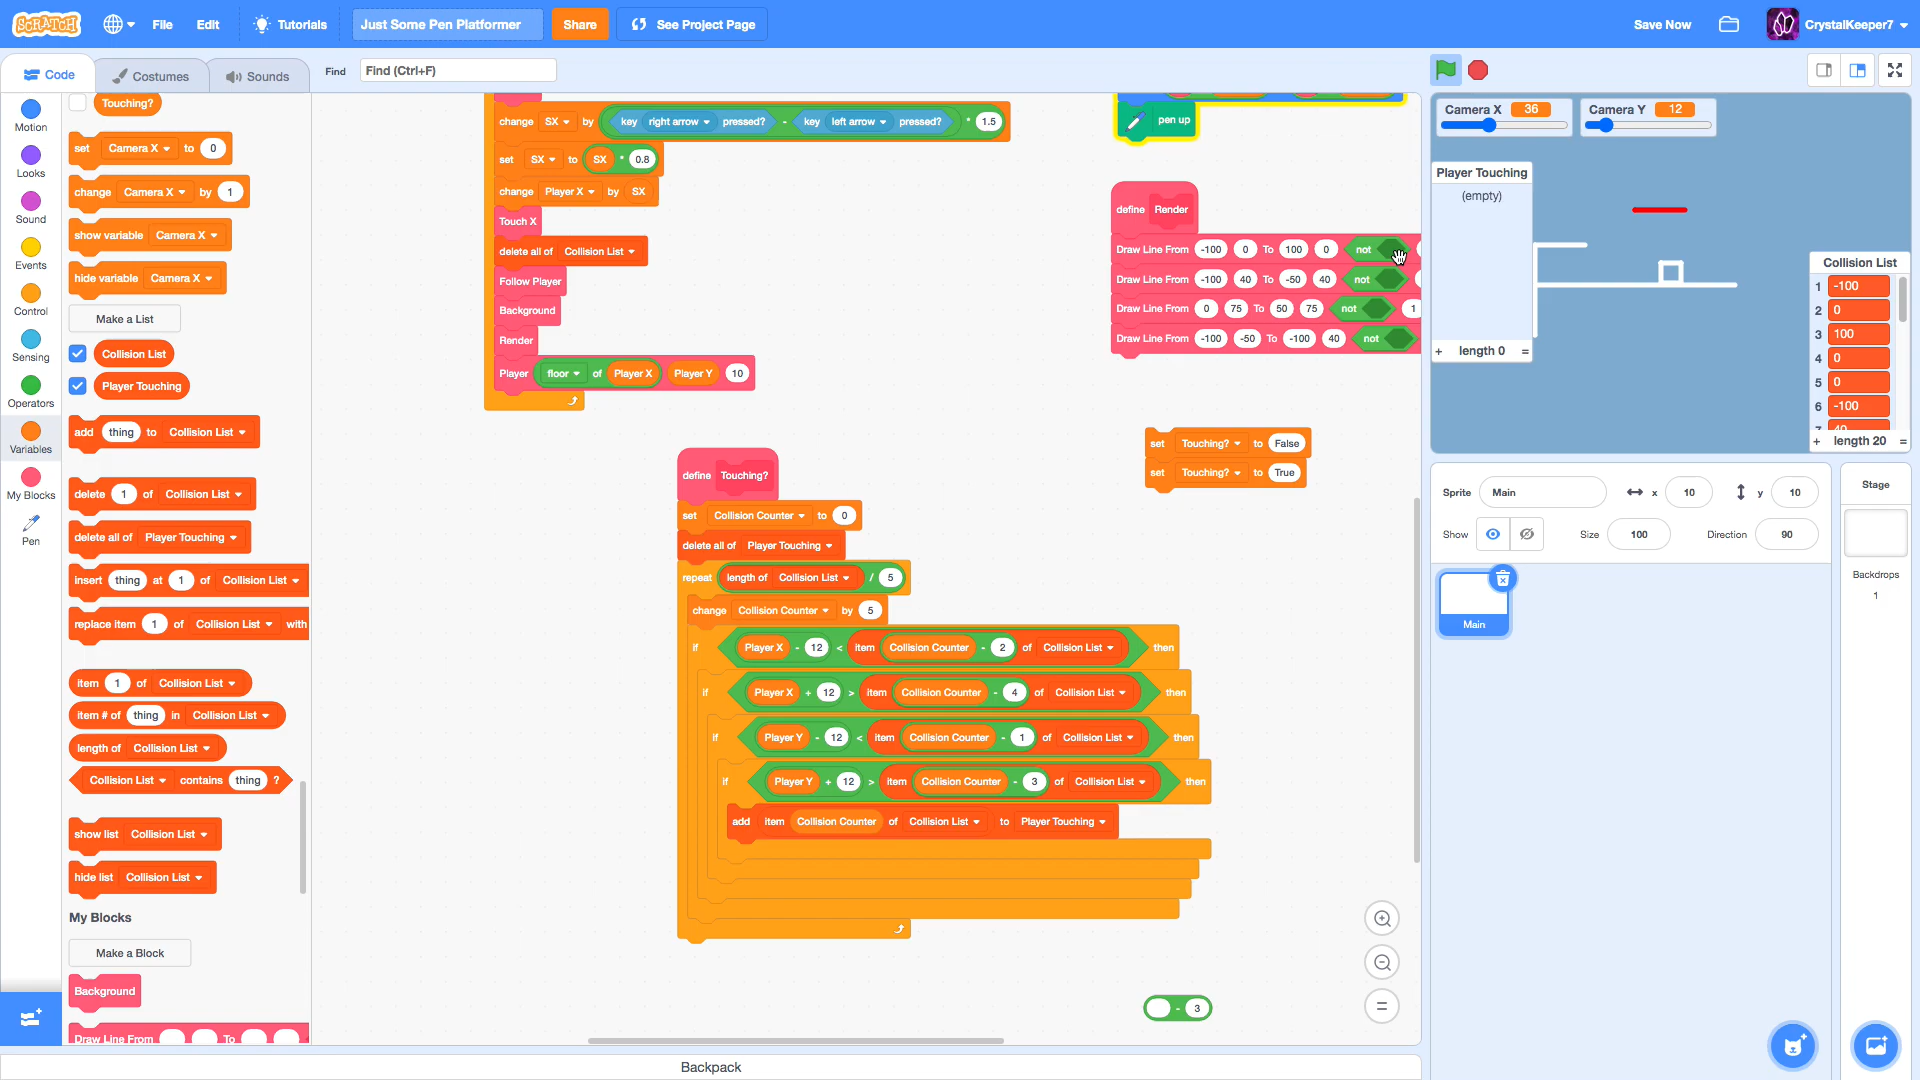 SCRATCH File Edit Tutorials Just Some Pen Platformer Share See Project Page Save Now CrystalKeeper7
Code Costumes Sounds Find Find (Ctrl+F)
Motion
Looks
Sound
Events
Control
Sensing
Operators
Variables
My Blocks
Pen
Touching?
set Camera X to 0
change Camera X by 1
show variable Camera X
hide variable Camera X
Make a List
Collision List
Player Touching
add thing to Collision List
delete 1 of Collision List
delete all of Player Touching
insert thing at 1 of Collision List
replace item 1 of Collision List with
item 1 of Collision List
item # of thing in Collision List
length of Collision List
Collision List contains thing ?
show list Collision List
hide list Collision List
My Blocks
Make a Block
Background
Draw Line From To
change SX by key right arrow pressed? - key left arrow pressed? * 1.5
set SX to SX * 0.8
change Player X by SX
Touch X
delete all of Collision List
Follow Player
Background
Render
Player floor of Player X Player Y 10
define Touching?
set Collision Counter to 0
delete all of Player Touching
repeat length of Collision List / 5
change Collision Counter by 5
if Player X - 12 < item Collision Counter - 2 of Collision List then
if Player X + 12 > item Collision Counter - 4 of Collision List then
if Player Y - 12 < item Collision Counter - 1 of Collision List then
if Player Y + 12 > item Collision Counter - 3 of Collision List then
add item Collision Counter of Collision List to Player Touching
pen up
define Render
Draw Line From -100 0 To 100 0 not
Draw Line From -100 40 To -50 40 not
Draw Line From 0 75 To 50 75 not 1
Draw Line From -100 -50 To -100 40 not
set Touching? to False
set Touching? to True
- 3
Backpack
Camera X 36
Camera Y 12
Player Touching
(empty)
+ length 0 =
Collision List
1 -100
2 0
3 100
4 0
5 0
6 -100
7 40
+ length 20 =
Sprite Main x 10 y 10
Show Size 100 Direction 90
Main
Stage
Backdrops
1